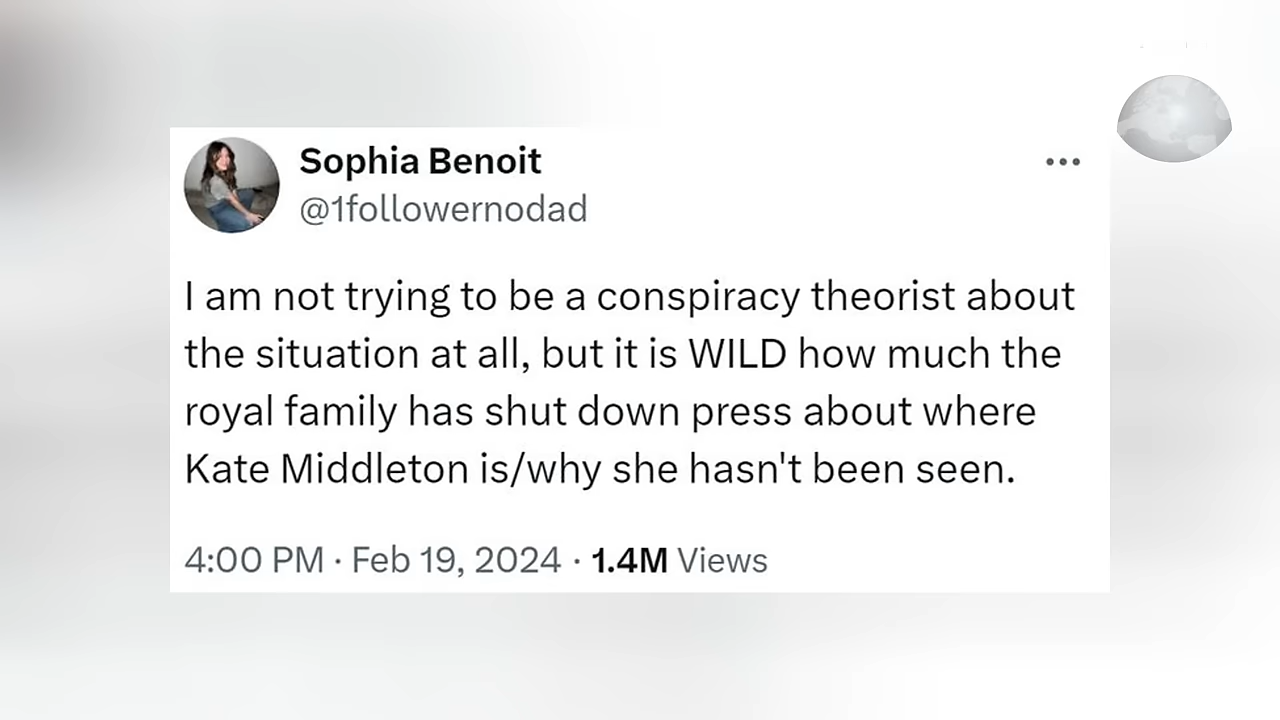 Sophia Benoit
@1followernodad
I am not trying to be a conspiracy theorist about
the situation at all, but it is WILD how much the
royal family has shut down press about where
Kate Middleton is/why she hasn't been seen.
4:00 PM · Feb 19, 2024 · 1.4M Views